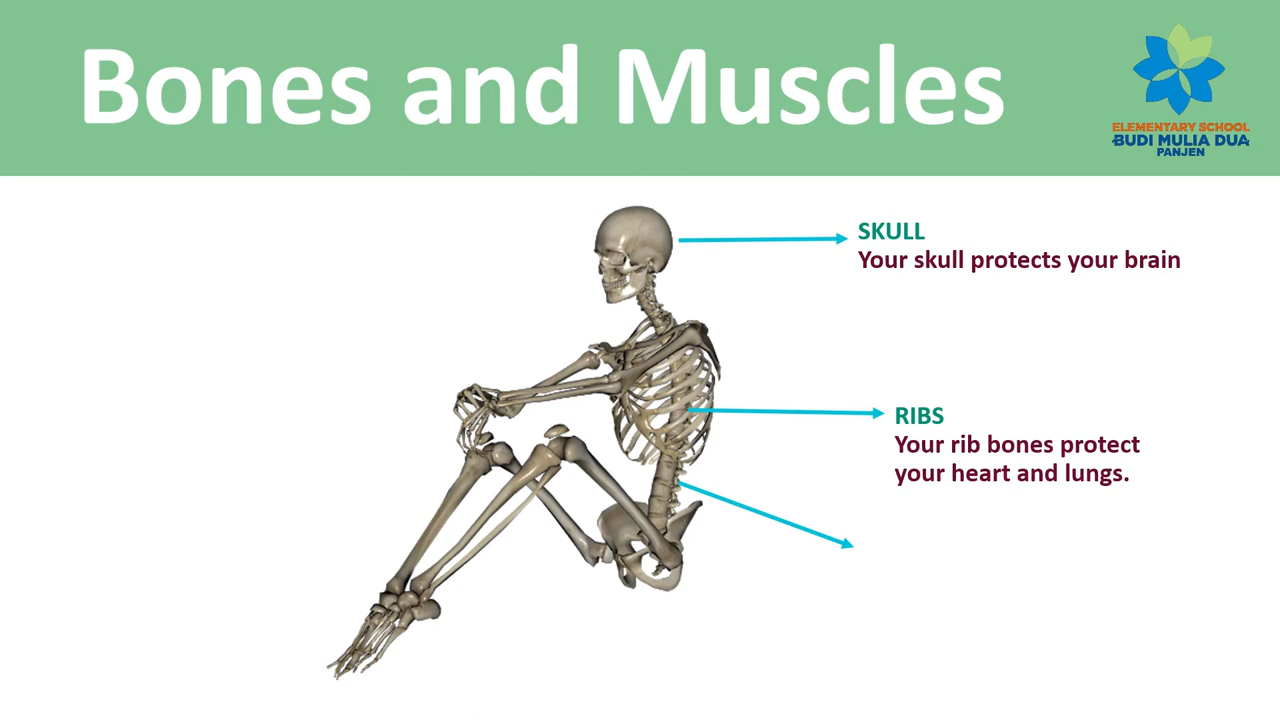 Bones and Muscles
ELEMENTARY SCHOOL
BUDI MULIA DUA
PANJEN
SKULL
Your skull protects your brain
RIBS
Your rib bones protect
your heart and lungs.